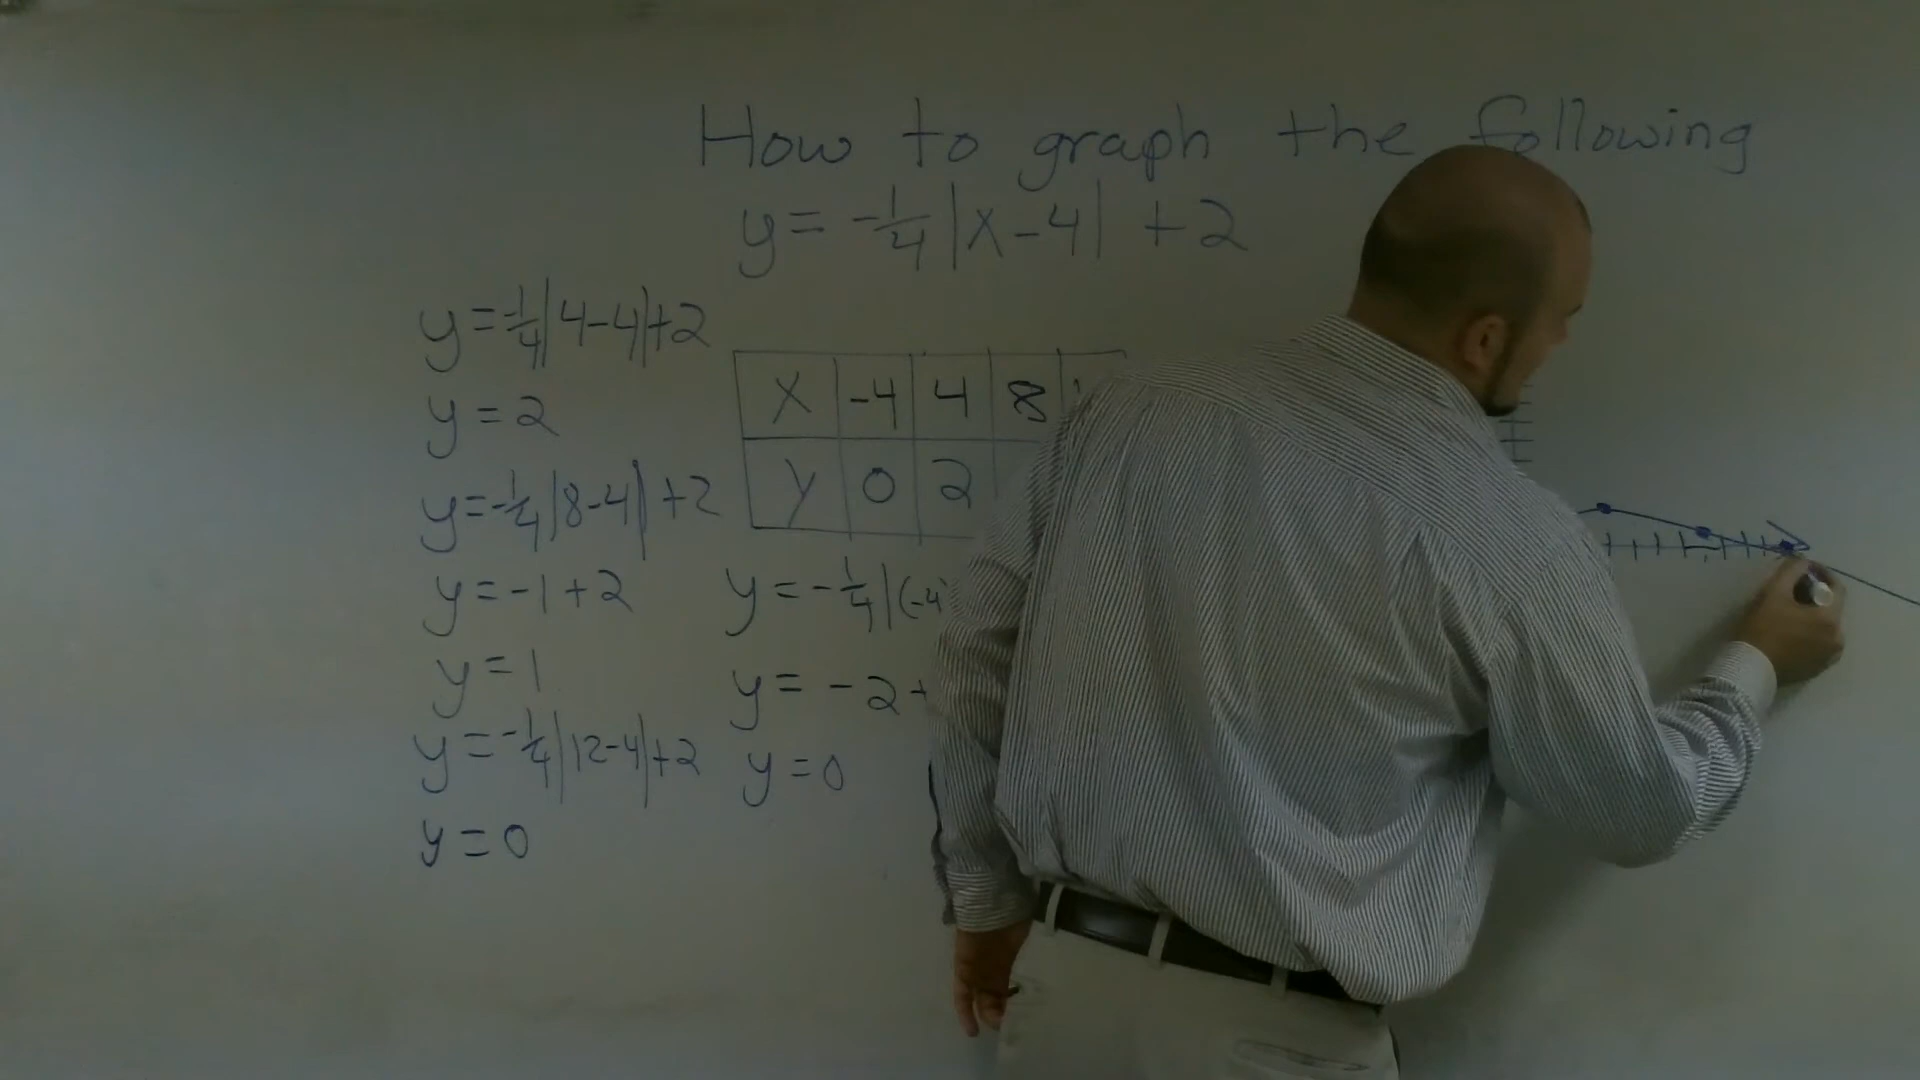 How to graph the following
y = -1/4 |x-4| +2
y = -1/4 |4-4| +2
y = 2
y = -1/4 |8-4| +2
y = -1+2
y = 1
y = -1/4 |12-4| +2
y = 0
X -4 4 8
Y 0 2
y = -1/4 |(-4)
y = -2 +
y = 0